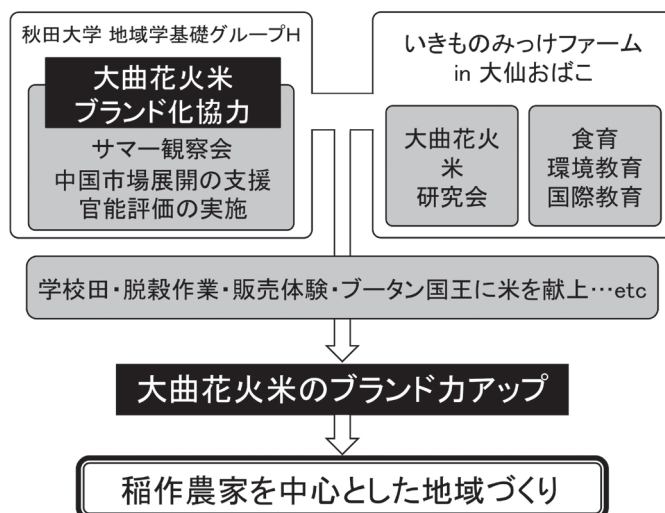 秋田大学 地域学基礎グループH
大曲花火米
ブランド化協力
サマー観察会
中国市場展開の支援
官能評価の実施
いきものみっけファーム
in 大仙おばこ
大曲花火
米
研究会
食育
環境教育
国際教育
学校田・脱穀作業・販売体験・ブータン国王に米を献上…etc
大曲花火米のブランド力アップ
稲作農家を中心とした地域づくり